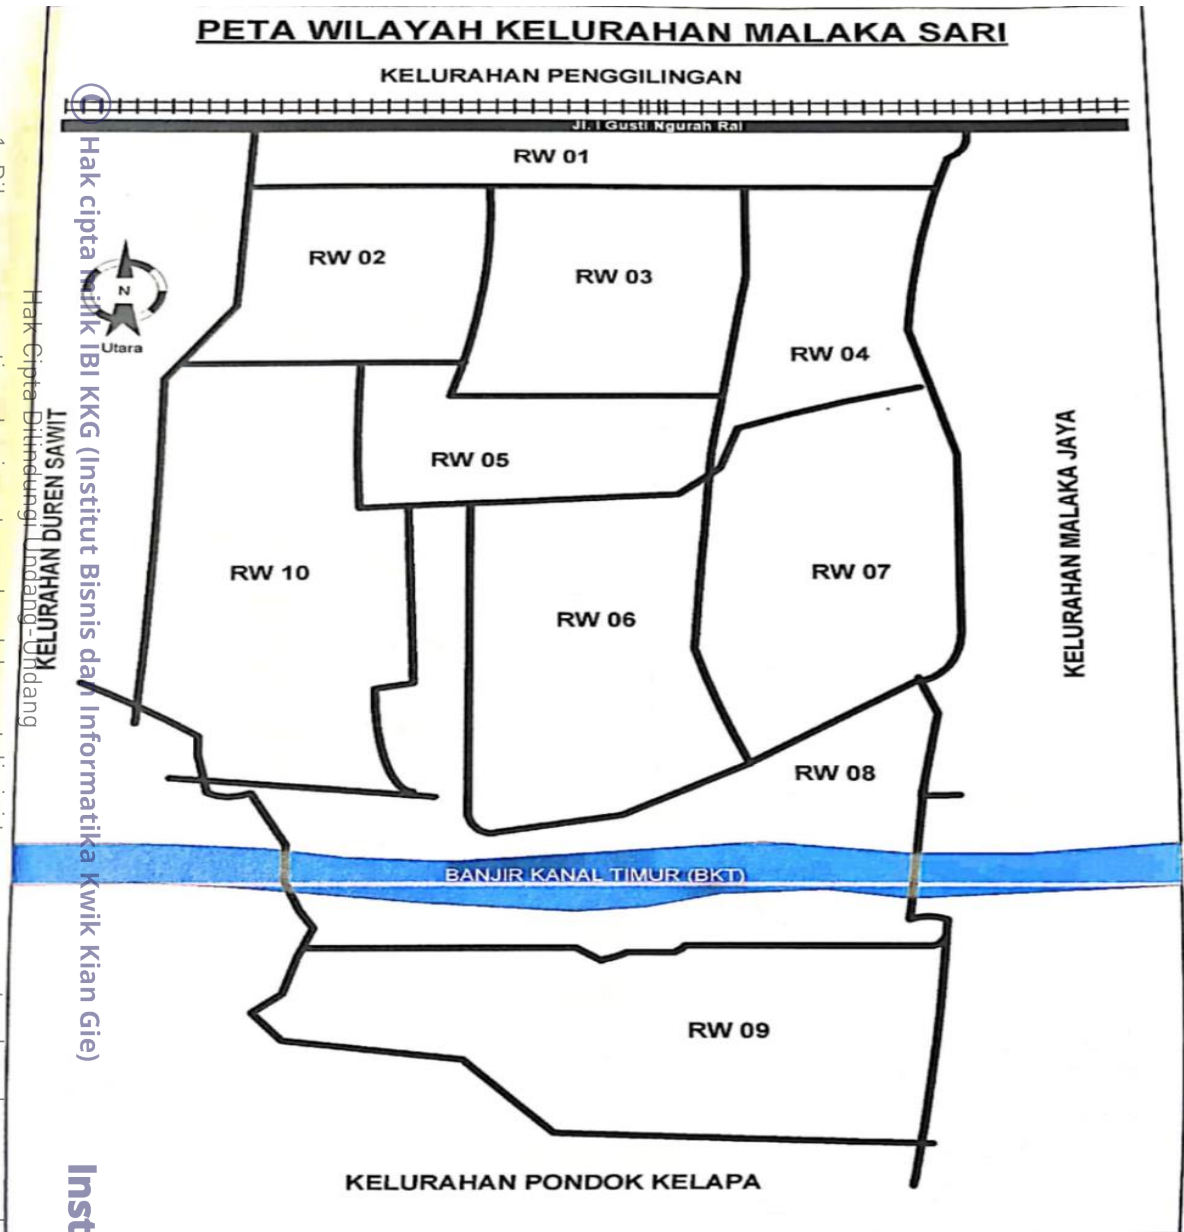 PETA WILAYAH KELURAHAN MALAKA SARI
KELURAHAN PENGGILINGAN
Jl. I Gusti Ngurah Rai
RW 01
RW 02
RW 03
N
Utara
RW 04
RW 05
RW 10
RW 06
RW 07
RW 08
KELURAHAN DUREN SAWIT
KELURAHAN MALAKA JAYA
BANJIR KANAL TIMUR (BKT)
RW 09
KELURAHAN PONDOK KELAPA
© Hak cipta milik IBI KKG (Institut Bisnis dan Informatika Kwik Kian Gie)
Hak Cipta Dilindungi Undang-Undang
Inst